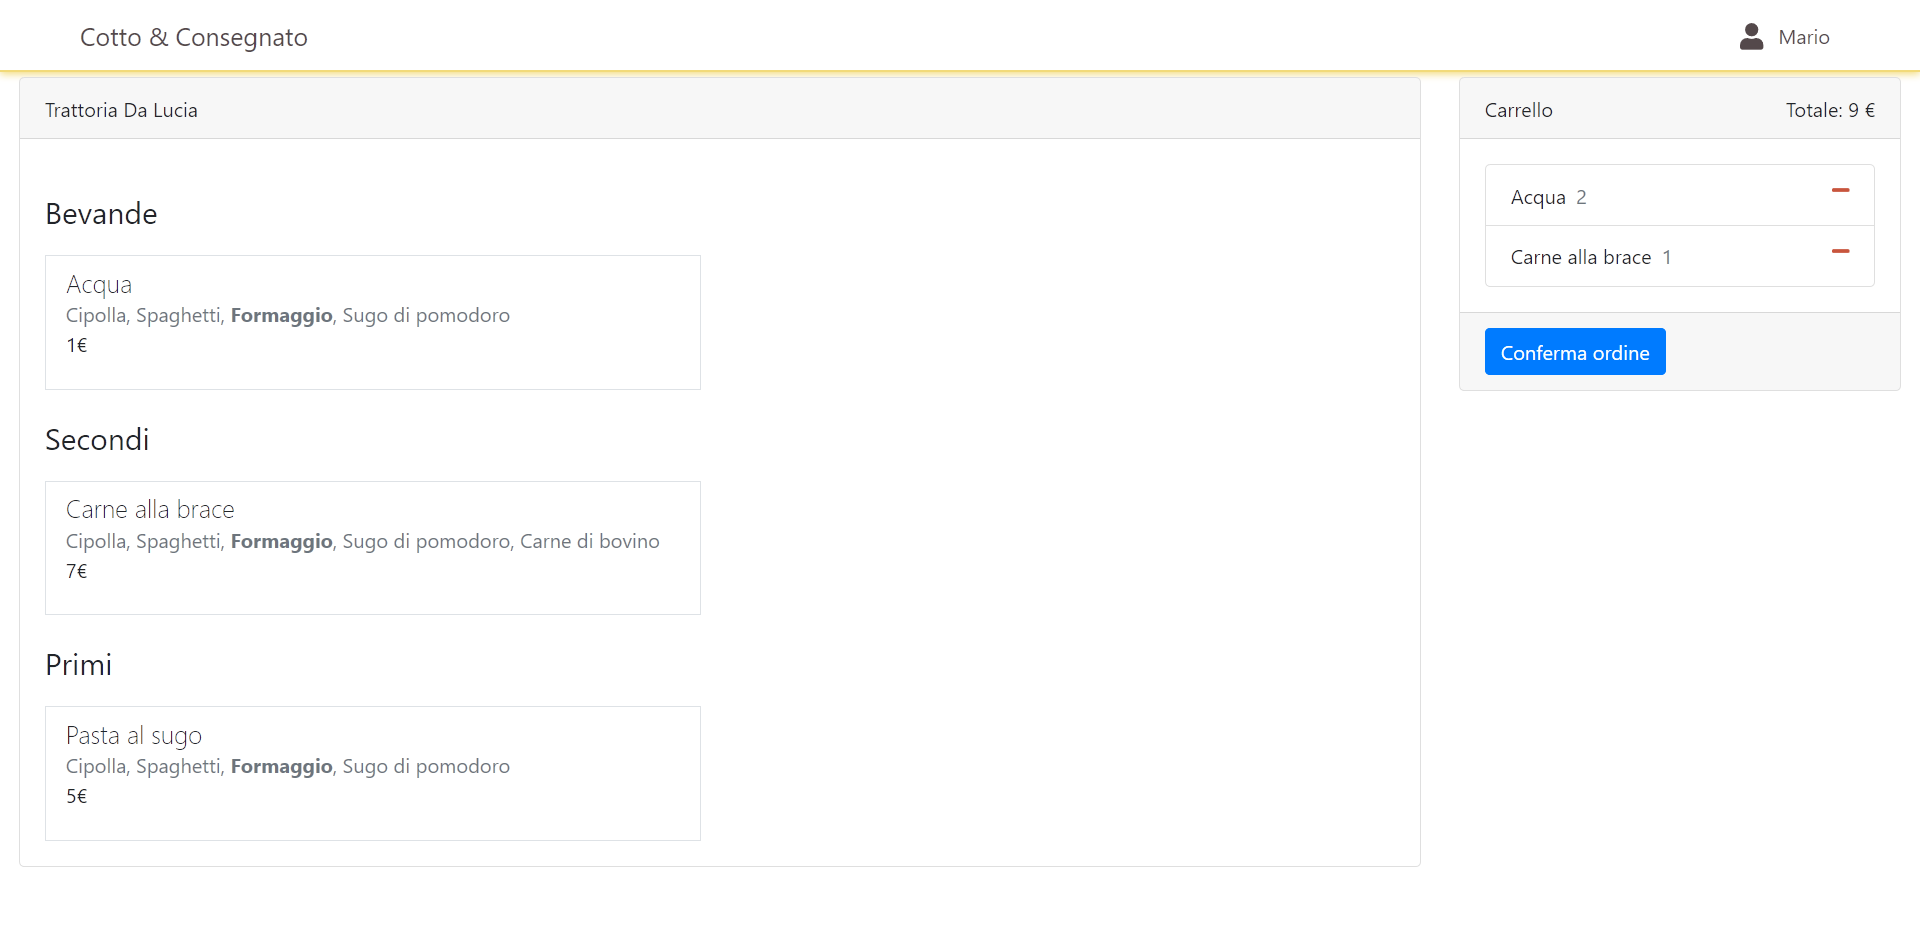 Cotto & Consegnato
Mario
Trattoria Da Lucia
Bevande
Acqua
Cipolla, Spaghetti, Formaggio, Sugo di pomodoro
1€
Secondi
Carne alla brace
Cipolla, Spaghetti, Formaggio, Sugo di pomodoro, Carne di bovino
7€
Primi
Pasta al sugo
Cipolla, Spaghetti, Formaggio, Sugo di pomodoro
5€
Carrello Totale: 9 €
Acqua 2
Carne alla brace 1
Conferma ordine